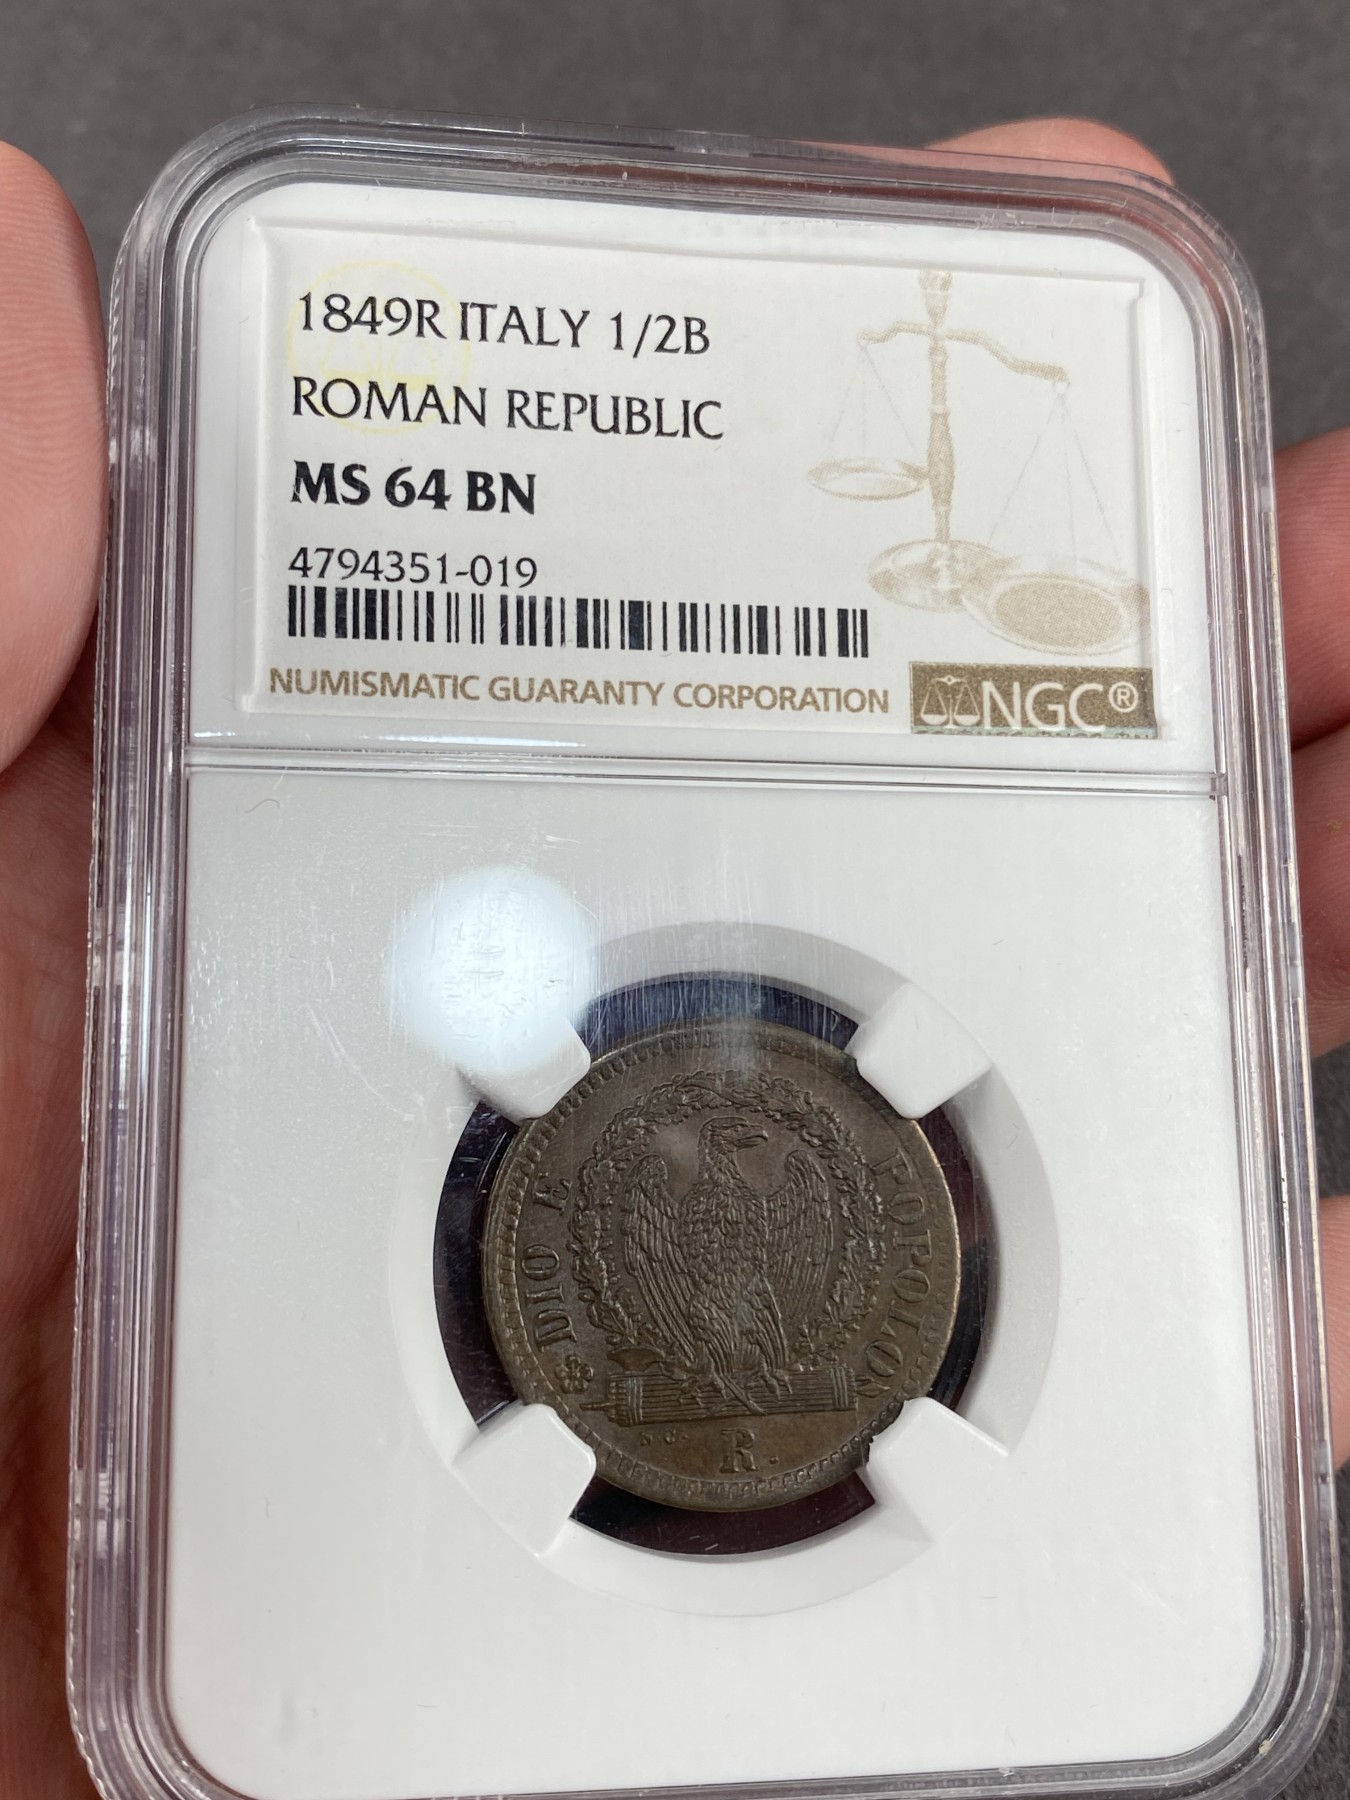 1849R ITALY 1/2B
ROMAN REPUBLIC
MS 64 BN
4794351-019
NUMISMATIC GUARANTY CORPORATION
NGC®
DIO E POPOLO
R.